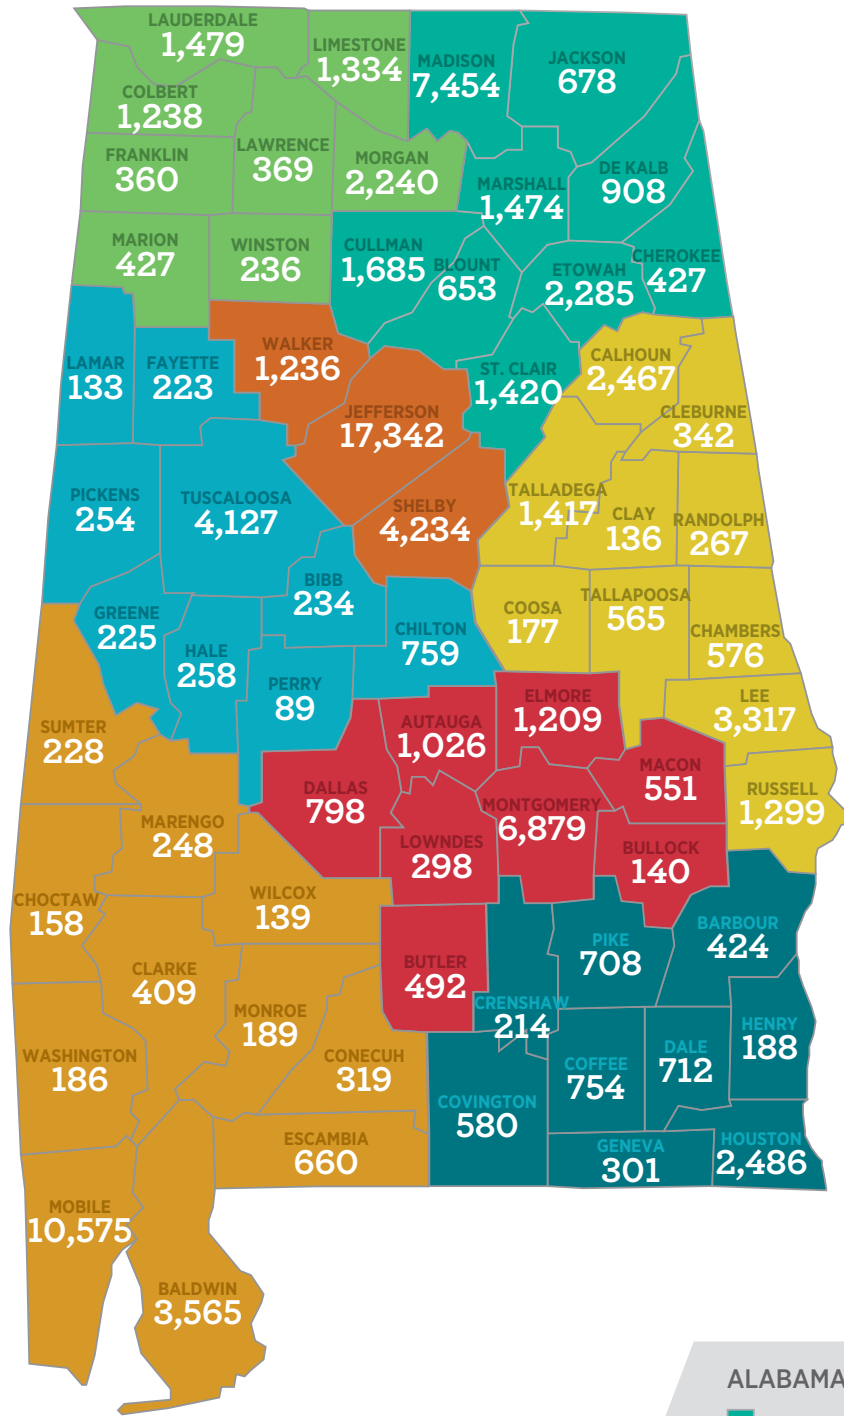 LAUDERDALE
1,479
LIMESTONE
1,334
MADISON
7,454
JACKSON
678
COLBERT
1,238
LAWRENCE
369
FRANKLIN
360
MORGAN
2,240
MARSHALL
1,474
DE KALB
908
MARION
427
WINSTON
236
CULLMAN
1,685
BLOUNT
653
ETOWAH
2,285
CHEROKEE
427
LAMAR
133
FAYETTE
223
WALKER
1,236
ST. CLAIR
1,420
CALHOUN
2,467
JEFFERSON
17,342
CLEBURNE
342
PICKENS
254
TUSCALOOSA
4,127
SHELBY
4,234
TALLADEGA
1,417
CLAY
136
RANDOLPH
267
GREENE
225
BIBB
234
HALE
258
CHILTON
759
COOSA
177
TALLAPOOSA
565
CHAMBERS
576
PERRY
89
SUMTER
228
AUTAUGA
1,026
ELMORE
1,209
LEE
3,317
DALLAS
798
MACON
551
RUSSELL
1,299
MARENGO
248
LOWNDES
298
MONTGOMERY
6,879
BULLOCK
140
CHOCTAW
158
WILCOX
139
BARBOUR
424
CLARKE
409
BUTLER
492
PIKE
708
CRENSHAW
214
MONROE
189
HENRY
188
WASHINGTON
186
CONECUH
319
COFFEE
754
DALE
712
COVINGTON
580
ESCAMBIA
660
GENEVA
301
HOUSTON
2,486
MOBILE
10,575
BALDWIN
3,565
ALABAMA